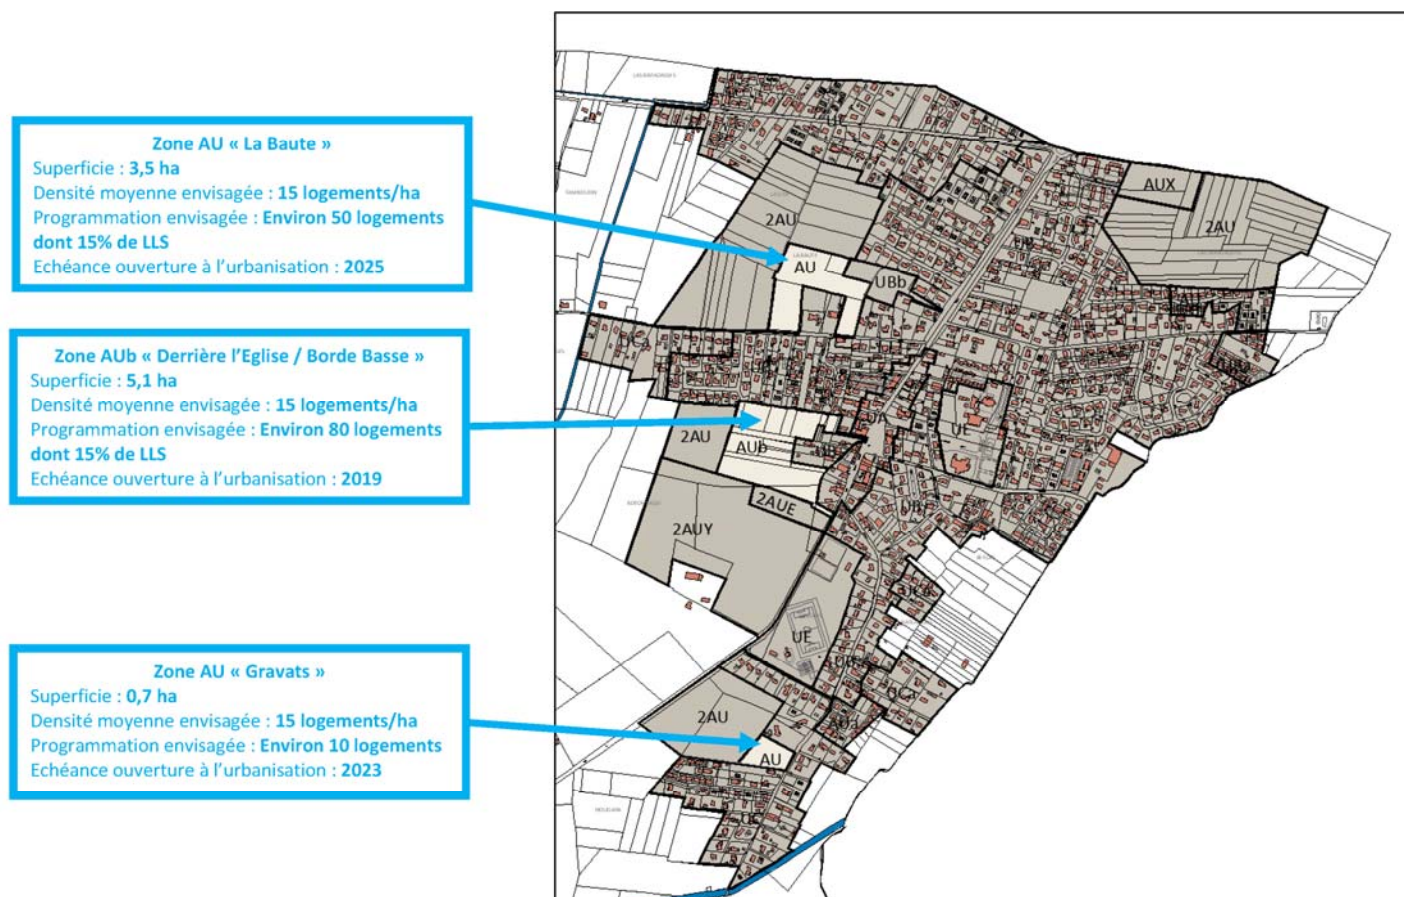 Zone AU « La Baute »
Superficie : 3,5 ha
Densité moyenne envisagée : 15 logements/ha
Programmation envisagée : Environ 50 logements
dont 15% de LLS
Echéance ouverture à l'urbanisation : 2025
Zone AUb « Derrière l'Eglise / Borde Basse »
Superficie : 5,1 ha
Densité moyenne envisagée : 15 logements/ha
Programmation envisagée : Environ 80 logements
dont 15% de LLS
Echéance ouverture à l'urbanisation : 2019
Zone AU « Gravats »
Superficie : 0,7 ha
Densité moyenne envisagée : 15 logements/ha
Programmation envisagée : Environ 10 logements
Echéance ouverture à l'urbanisation : 2023
UC
AUX
2AU
2AU
AU
UBb
UCa
2AU
AUb
UA
UE
2AUE
2AUY
UE
UCa
2AU
AU
UC